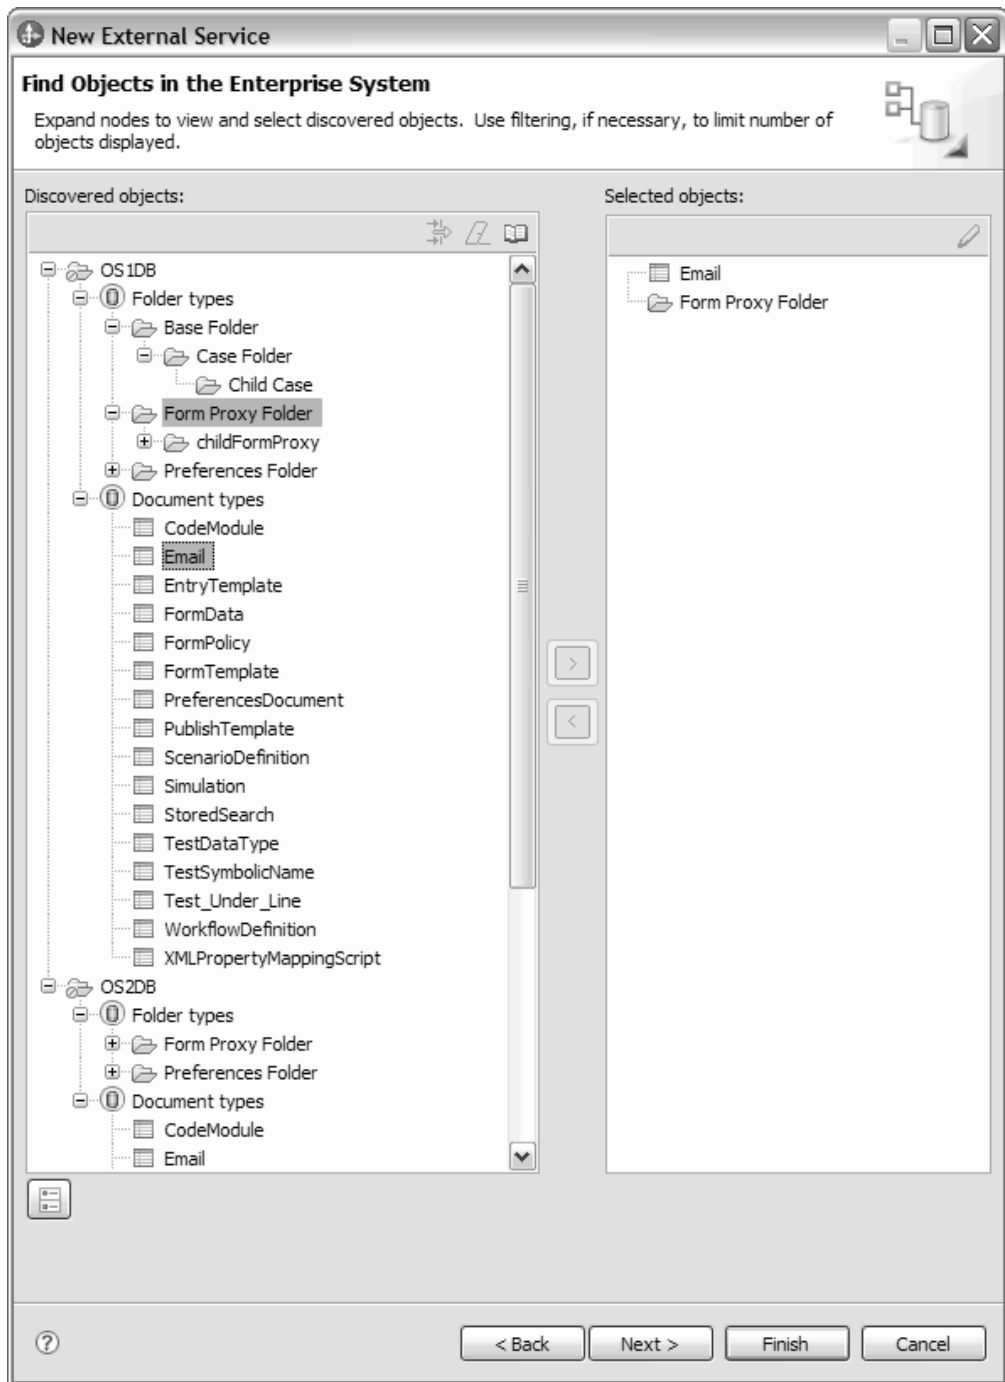 New External Service
Find Objects in the Enterprise System
Expand nodes to view and select discovered objects. Use filtering, if necessary, to limit number of
objects displayed.
Discovered objects:
Selected objects:
OS1DB
Folder types
Base Folder
Case Folder
Child Case
Form Proxy Folder
childFormProxy
Preferences Folder
Document types
CodeModule
Email
EntryTemplate
FormData
FormPolicy
FormTemplate
PreferencesDocument
PublishTemplate
ScenarioDefinition
Simulation
StoredSearch
TestDataType
TestSymbolicName
Test_Under_Line
WorkflowDefinition
XMLPropertyMappingScript
OS2DB
Folder types
Form Proxy Folder
Preferences Folder
Document types
CodeModule
Email
Email
Form Proxy Folder
>
<
?
< Back
Next >
Finish
Cancel